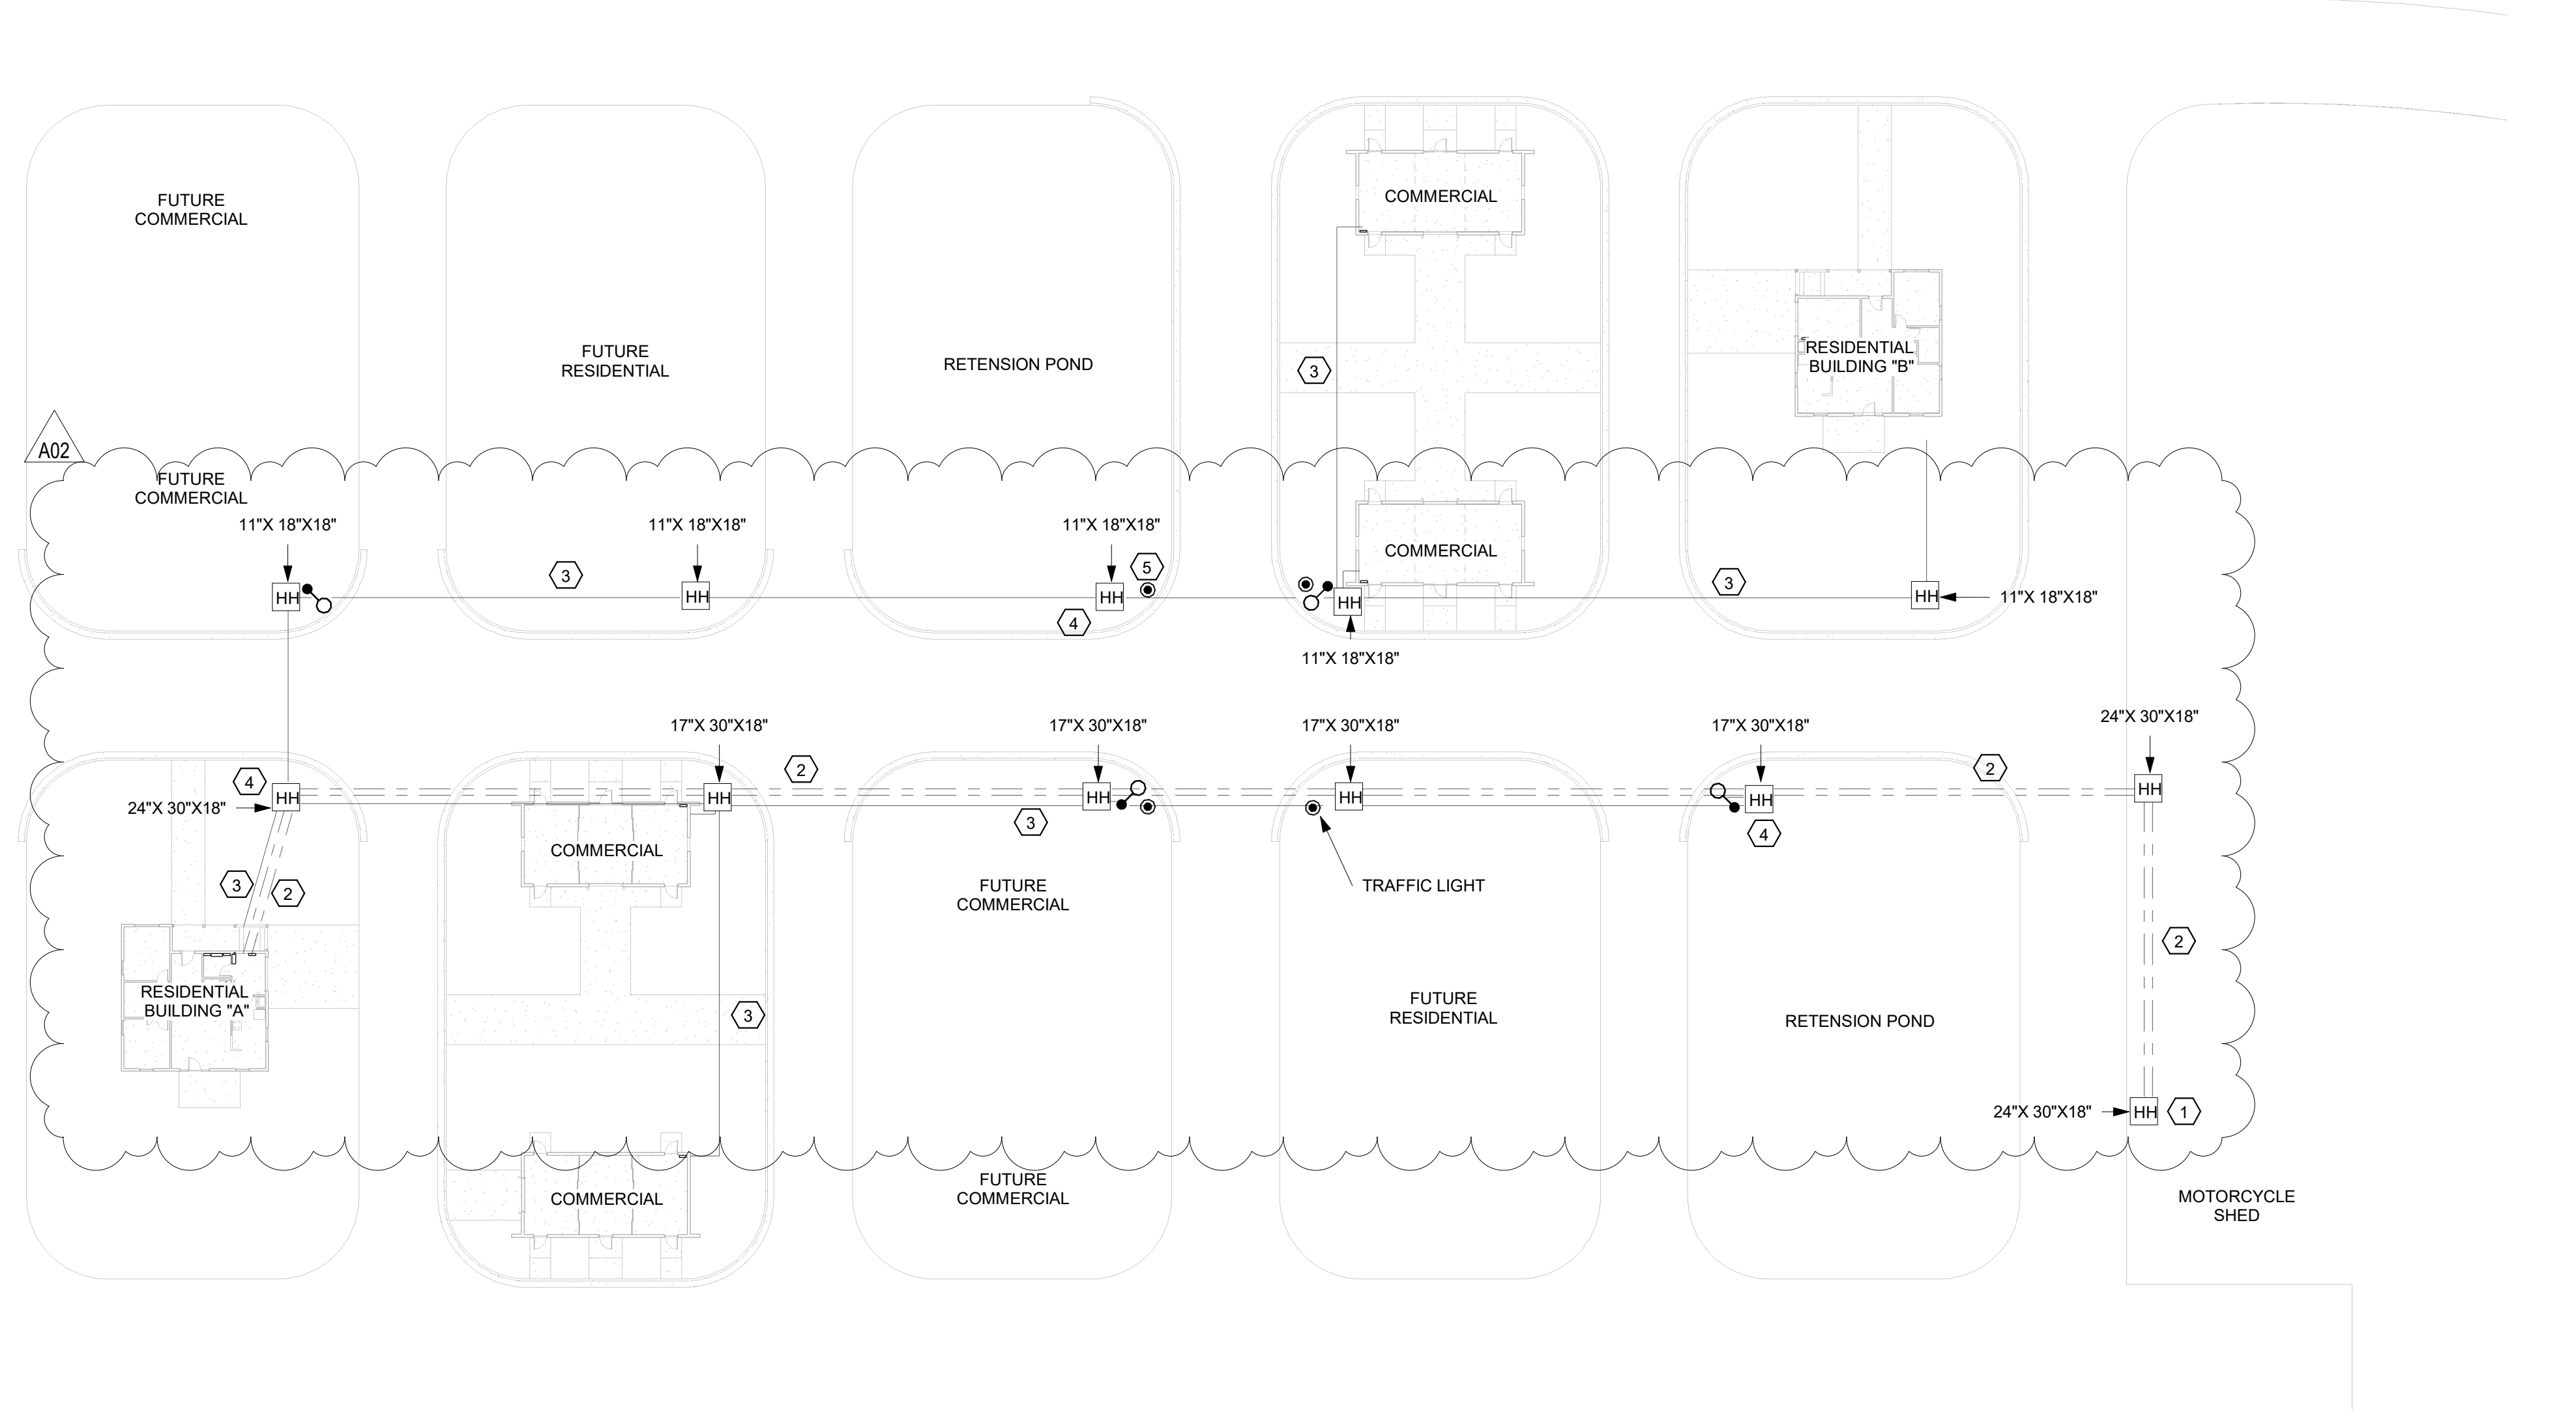 FUTURE
COMMERCIAL
COMMERCIAL
FUTURE
RESIDENTIAL
RETENSION POND
3
RESIDENTIAL
BUILDING "B"
A02
FUTURE
COMMERCIAL
11"X 18"X18"
11"X 18"X18"
11"X 18"X18"
COMMERCIAL
3
5
3
HH
HH
HH
HH
HH
11"X 18"X18"
4
11"X 18"X18"
17"X 30"X18"
17"X 30"X18"
17"X 30"X18"
17"X 30"X18"
24"X 30"X18"
4
2
2
HH
HH
HH
HH
HH
HH
24"X 30"X18"
3
4
COMMERCIAL
3
2
FUTURE
COMMERCIAL
TRAFFIC LIGHT
2
RESIDENTIAL
BUILDING "A"
3
FUTURE
RESIDENTIAL
RETENSION POND
24"X 30"X18"
HH
1
COMMERCIAL
FUTURE
COMMERCIAL
MOTORCYCLE
SHED